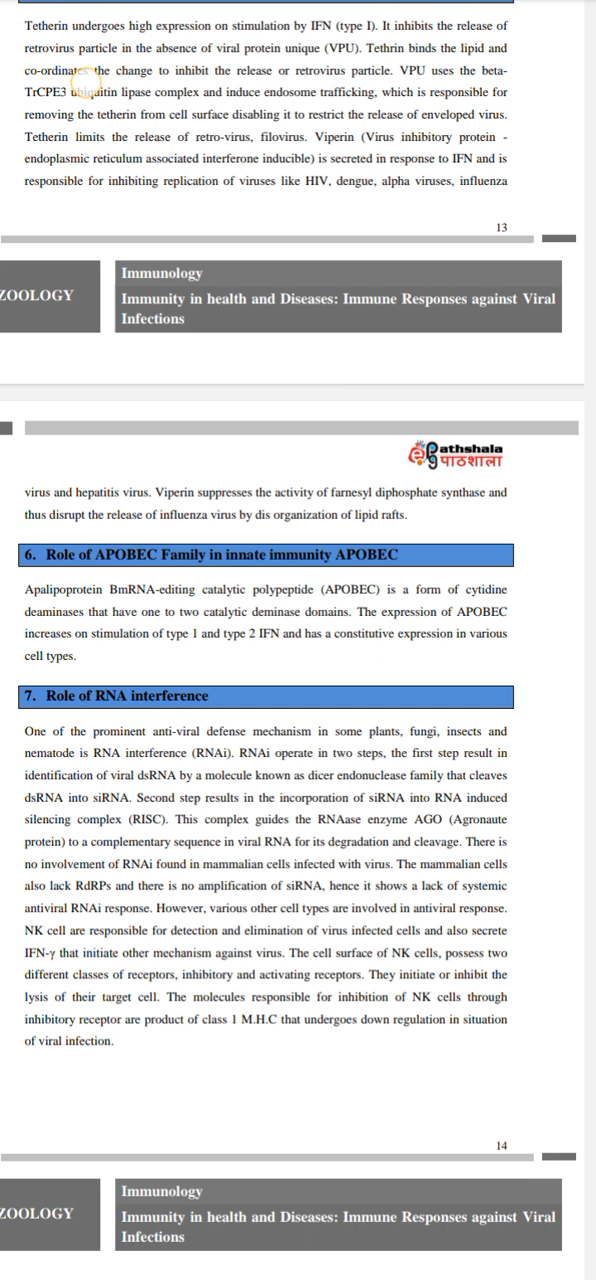 Tetherin undergoes high expression on stimulation by IFN (type I). It inhibits the release of
retrovirus particle in the absence of viral protein unique (VPU). Tethrin binds the lipid and
co-ordinates the change to inhibit the release or retrovirus particle. VPU uses the beta-
TrCPE3 ubiquitin lipase complex and induce endosome trafficking, which is responsible for
removing the tetherin from cell surface disabling it to restrict the release of enveloped virus.
Tetherin limits the release of retro-virus, filovirus. Viperin (Virus inhibitory protein -
endoplasmic reticulum associated interferone inducible) is secreted in response to IFN and is
responsible for inhibiting replication of viruses like HIV, dengue, alpha viruses, influenza
13
ZOOLOGY
Immunology
Immunity in health and Diseases: Immune Responses against Viral
Infections
athshala
पाठशाला
virus and hepatitis virus. Viperin suppresses the activity of farnesyl diphosphate synthase and
thus disrupt the release of influenza virus by dis organization of lipid rafts.
6. Role of APOBEC Family in innate immunity APOBEC
Apalipoprotein BmRNA-editing catalytic polypeptide (APOBEC) is a form of cytidine
deaminases that have one to two catalytic deminase domains. The expression of APOBEC
increases on stimulation of type 1 and type 2 IFN and has a constitutive expression in various
cell types.
7. Role of RNA interference
One of the prominent anti-viral defense mechanism in some plants, fungi, insects and
nematode is RNA interference (RNAi). RNAi operate in two steps, the first step result in
identification of viral dsRNA by a molecule known as dicer endonuclease family that cleaves
dsRNA into siRNA. Second step results in the incorporation of siRNA into RNA induced
silencing complex (RISC). This complex guides the RNAase enzyme AGO (Agronaute
protein) to a complementary sequence in viral RNA for its degradation and cleavage. There is
no involvement of RNAi found in mammalian cells infected with virus. The mammalian cells
also lack RdRPs and there is no amplification of siRNA, hence it shows a lack of systemic
antiviral RNAi response. However, various other cell types are involved in antiviral response.
NK cell are responsible for detection and elimination of virus infected cells and also secrete
IFN-γ that initiate other mechanism against virus. The cell surface of NK cells, possess two
different classes of receptors, inhibitory and activating receptors. They initiate or inhibit the
lysis of their target cell. The molecules responsible for inhibition of NK cells through
inhibitory receptor are product of class 1 M.H.C that undergoes down regulation in situation
of viral infection.
14
ZOOLOGY
Immunology
Immunity in health and Diseases: Immune Responses against Viral
Infections